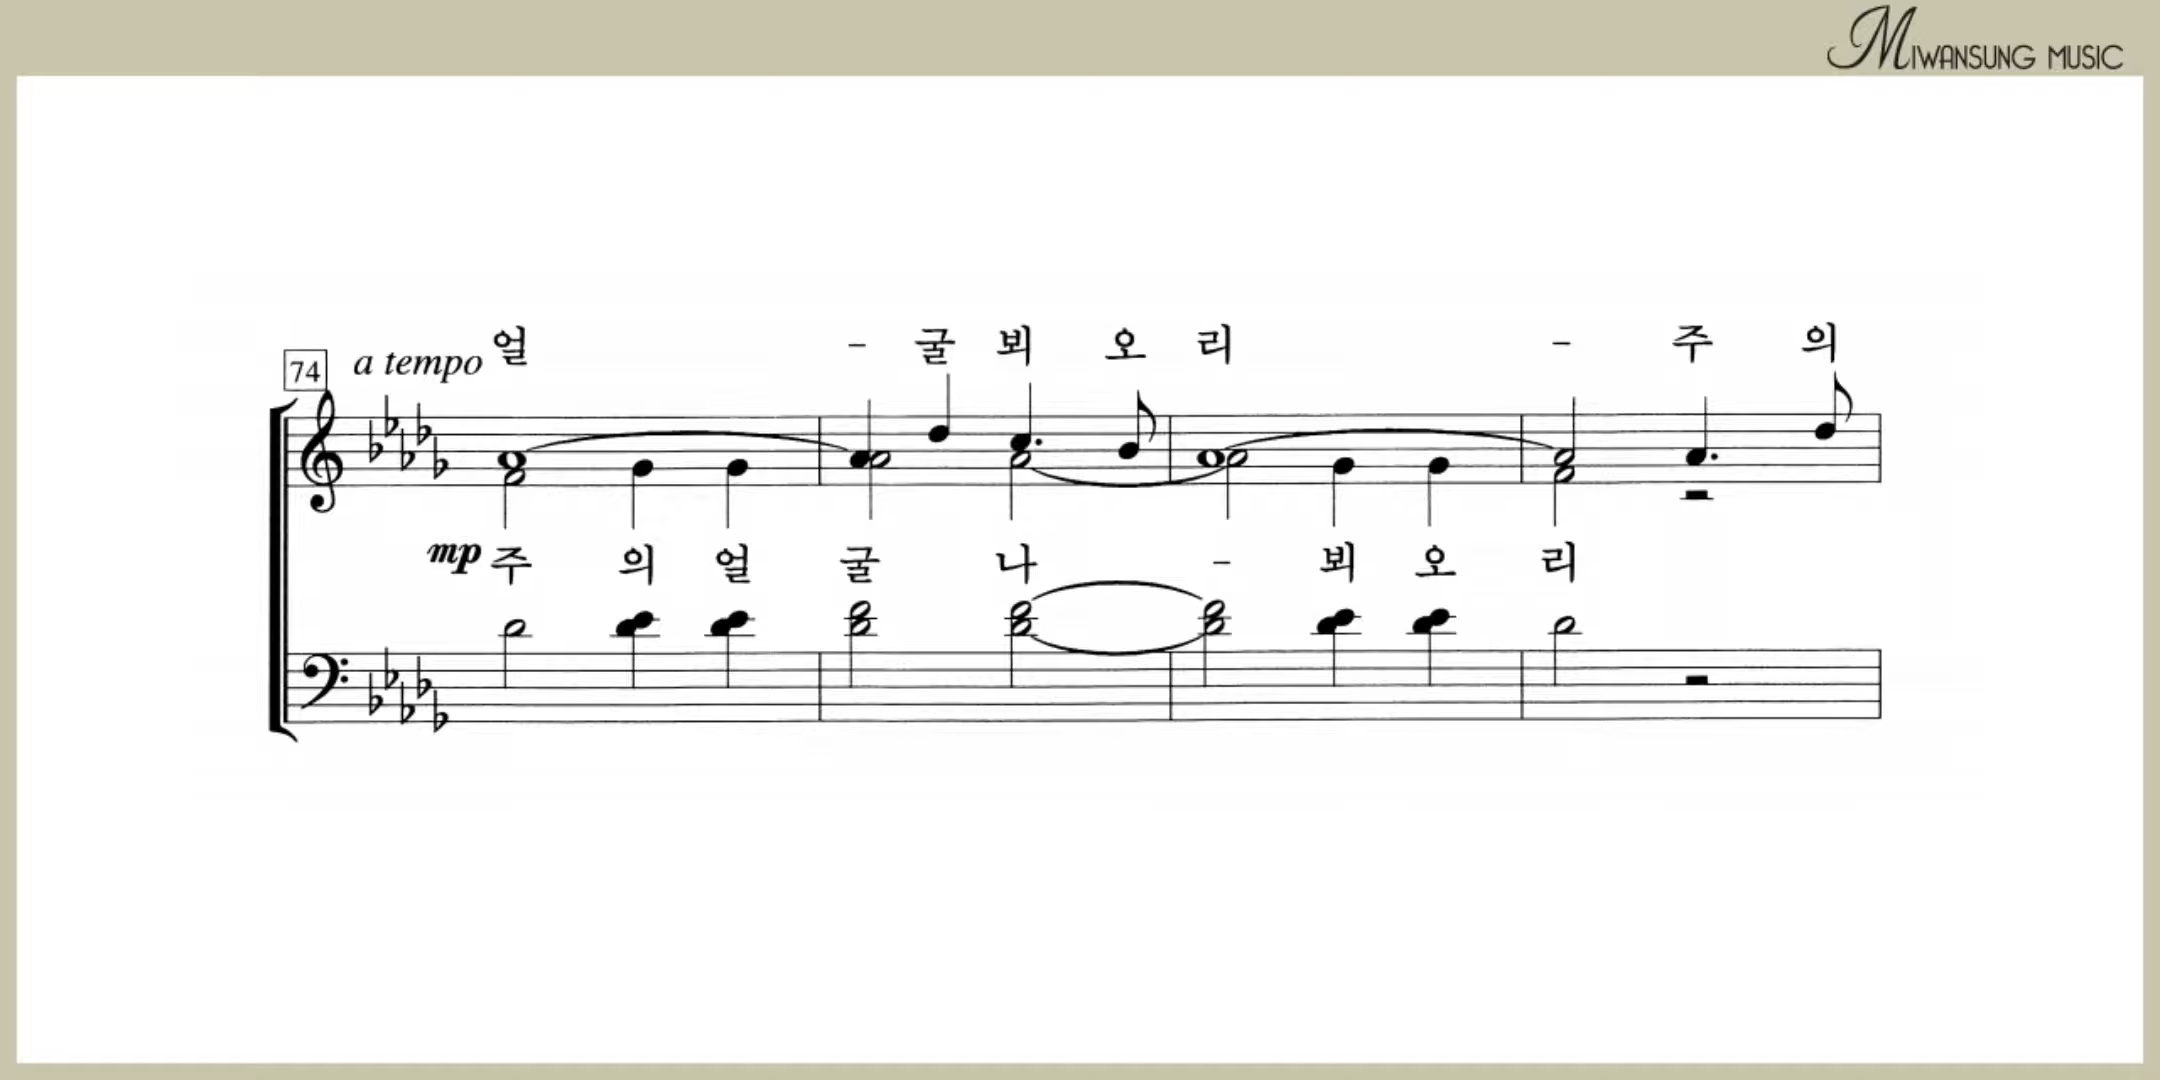 MIWANSUNG MUSIC
얼 - 굴 뵈 오 리 - 주 의
74 a tempo
mp 주 의 얼 굴 나 - 뵈 오 리